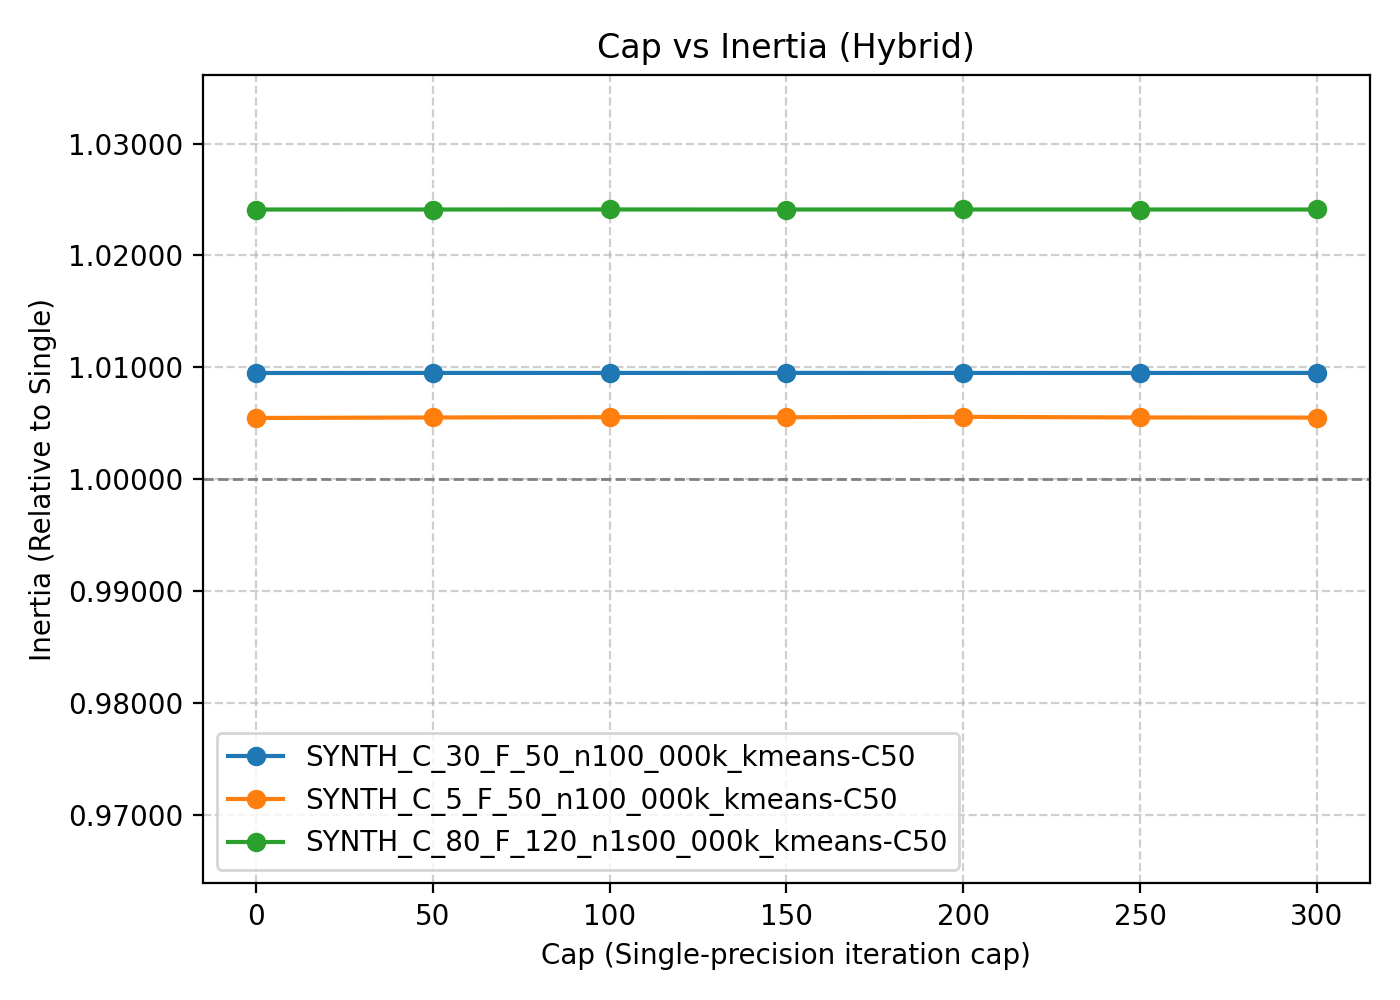 Cap vs Inertia (Hybrid)
Inertia (Relative to Single)
1.03000
1.02000
1.01000
1.00000
0.99000
0.98000
0.97000
SYNTH_C_30_F_50_n100_000k_kmeans-C50
SYNTH_C_5_F_50_n100_000k_kmeans-C50
SYNTH_C_80_F_120_n1s00_000k_kmeans-C50
0 50 100 150 200 250 300
Cap (Single-precision iteration cap)